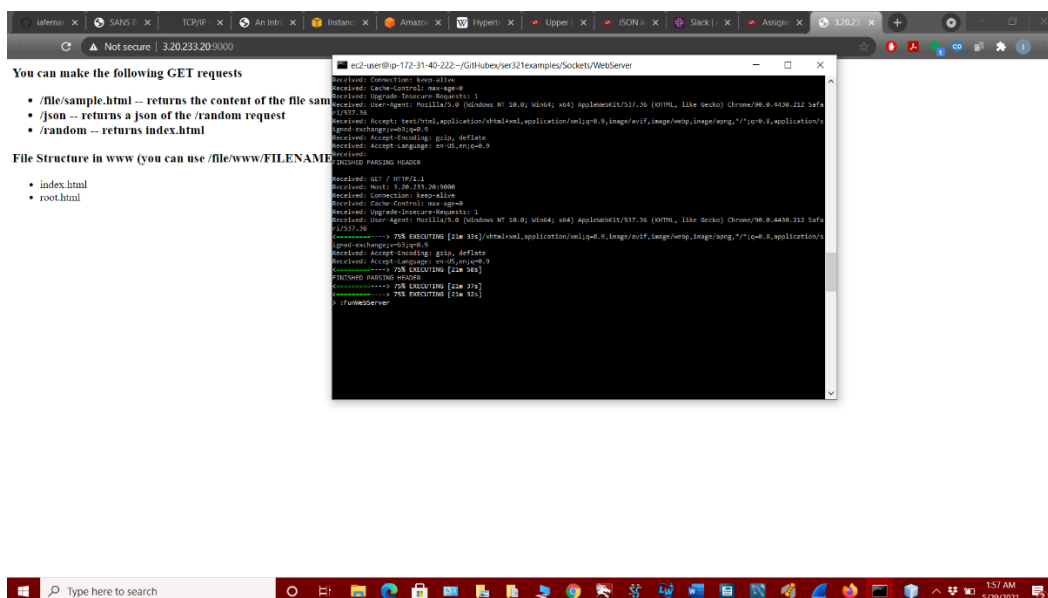 iafernar
SANS
TCP/IP
An Intro
Instanc
Amazon
Hyperte
Upper
JSON in
Slack |
Assignm
3.20.23
Not secure | 3.20.233.20:9000
You can make the following GET requests
/file/sample.html -- returns the content of the file sam
/json -- returns a json of the /random request
/random -- returns index.html
File Structure in www (you can use /file/www/FILENAME
index.html
root.html
ec2-user@ip-172-31-40-222:~/GitHubex/ser321examples/Sockets/WebServer
Received: Connection: keep-alive
Received: Cache-Control: max-age=0
Received: Upgrade-Insecure-Requests: 1
Received: User-Agent: Mozilla/5.0 (Windows NT 10.0; Win64; x64) AppleWebKit/537.36 (KHTML, like Gecko) Chrome/90.0.4430.212 Safa
ri/537.36
Received: Accept: text/html,application/xhtml+xml,application/xml;q=0.9,image/avif,image/webp,image/apng,*/*;q=0.8,application/s
igned-exchange;v=b3;q=0.9
Received: Accept-Encoding: gzip, deflate
Received: Accept-Language: en-US,en;q=0.9
Received:
FINISHED PARSING HEADER
Received: GET / HTTP/1.1
Received: Host: 3.20.233.20:9000
Received: Connection: keep-alive
Received: Cache-Control: max-age=0
Received: Upgrade-Insecure-Requests: 1
Received: User-Agent: Mozilla/5.0 (Windows NT 10.0; Win64; x64) AppleWebKit/537.36 (KHTML, like Gecko) Chrome/90.0.4430.212 Safa
ri/537.36
<=========----> 75% EXECUTING [21m 33s]/xhtml+xml,application/xml;q=0.9,image/avif,image/webp,image/apng,*/*;q=0.8,application/s
igned-exchange;v=b3;q=0.9
Received: Accept-Encoding: gzip, deflate
Received: Accept-Language: en-US,en;q=0.9
<=========----> 75% EXECUTING [21m 58s]
FINISHED PARSING HEADER
<=========----> 75% EXECUTING [21m 37s]
<=========----> 75% EXECUTING [21m 32s]
> :FunWebServer
Type here to search
1:57 AM
5/29/2021